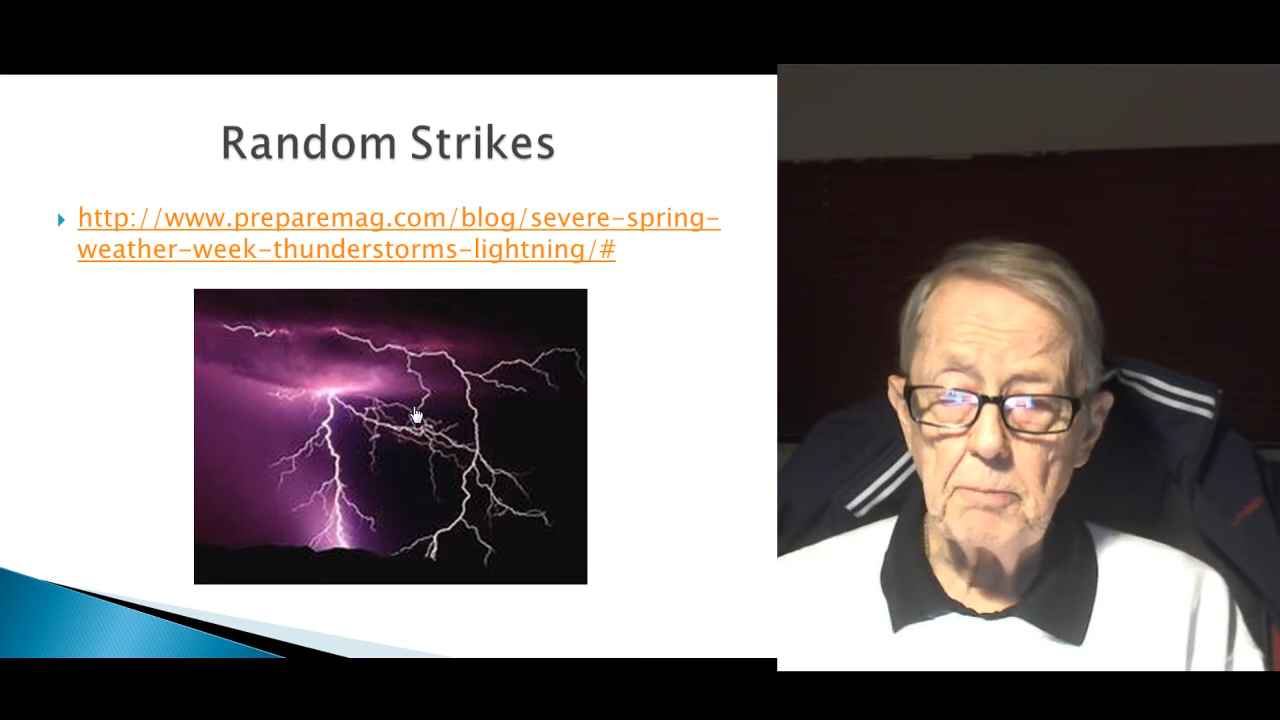 Random Strikes
http://www.preparemag.com/blog/severe-spring-
weather-week-thunderstorms-lightning/#